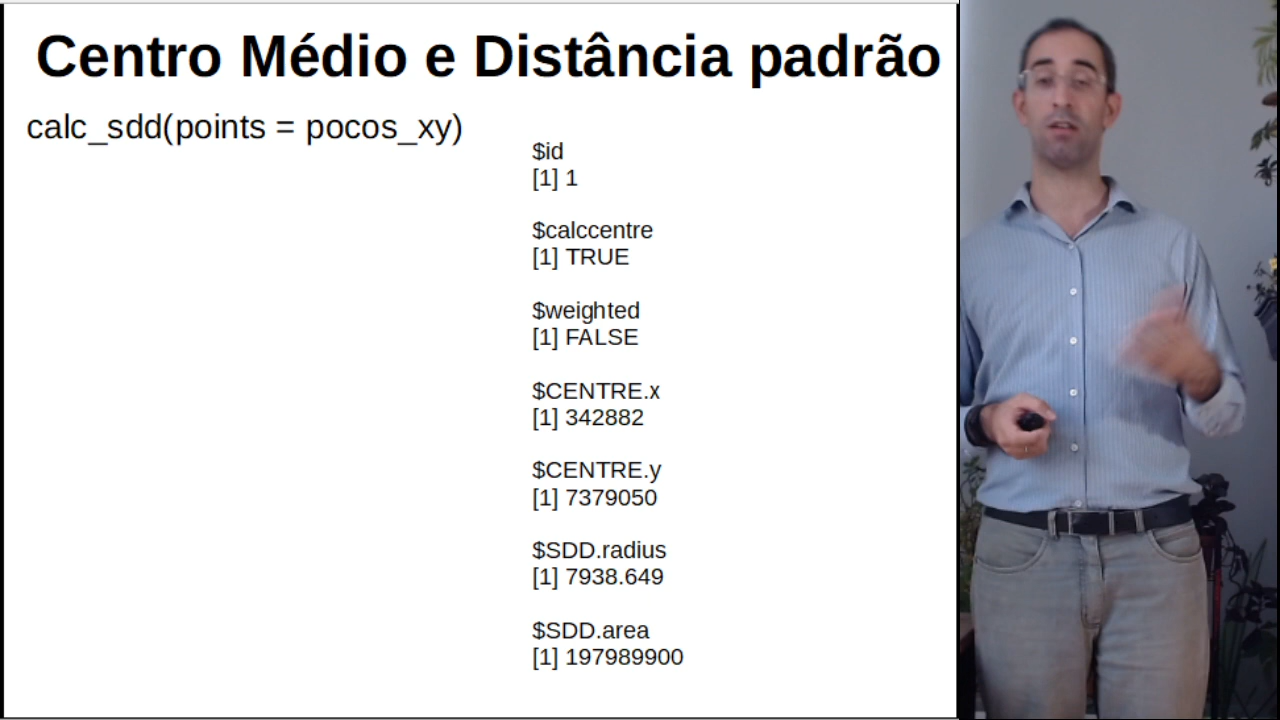 Centro Médio e Distância padrão
calc_sdd(points = pocos_xy)
$id
[1] 1
$calccentre
[1] TRUE
$weighted
[1] FALSE
$CENTRE.x
[1] 342882
$CENTRE.y
[1] 7379050
$SDD.radius
[1] 7938.649
$SDD.area
[1] 197989900